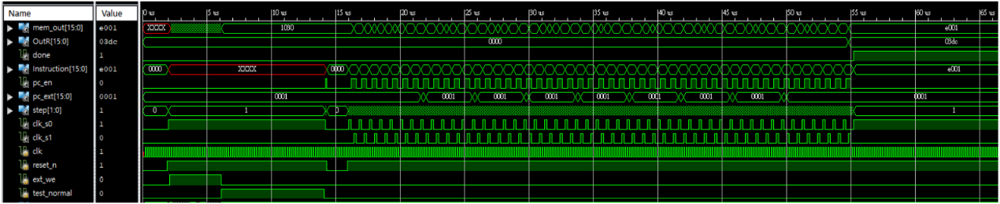 Name Value 0 us 5 us 10 us 15 us 20 us 25 us 30 us 35 us 40 us 45 us 50 us 55 us 60 us 65 us
mem_out[15:0] e001 XXXX 1030 e001
OutR[15:0] 03dc 0000 03dc
done 1
Instruction[15:0] e001 0000 XXXX 0000 e001
pc_en 0
pc_ext[15:0] 0001 0001 0001 0001 0001 0001 0001 0001 0001 0001
step[1:0] 1 0 1 0 1
clk_s0 1
clk_s1 0
clk 1
reset_n 1
ext_we 0
test_normal 0